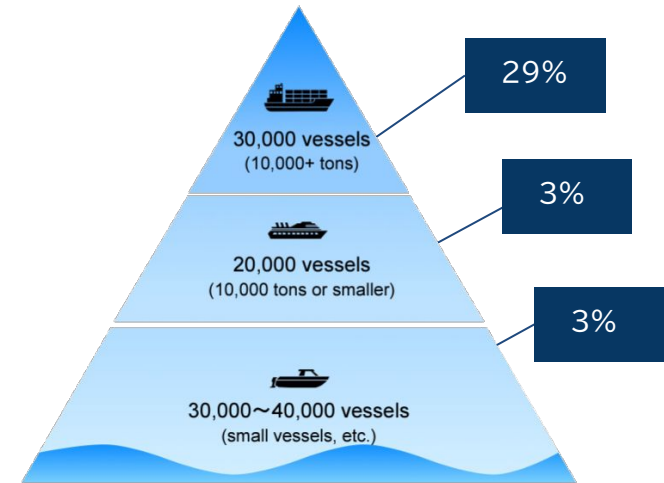 29%
30,000 vessels
(10,000+ tons)
3%
20,000 vessels
(10,000 tons or smaller)
3%
30,000～40,000 vessels
(small vessels, etc.)